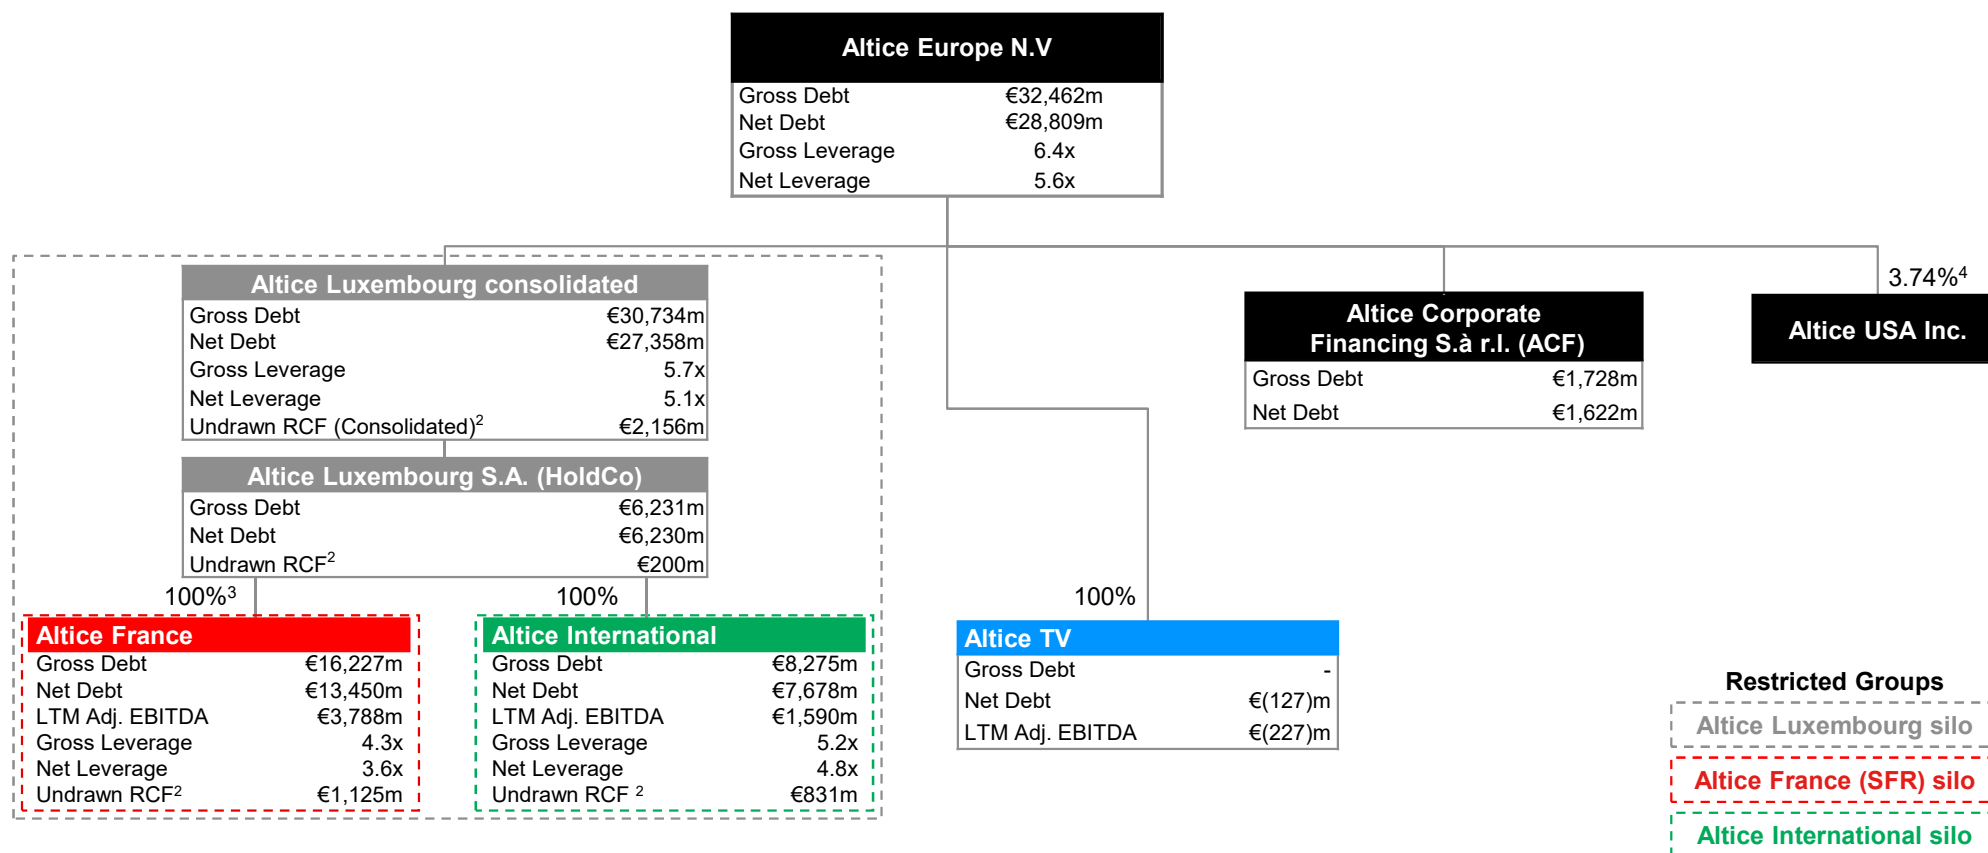 Altice Europe N.V
Gross Debt €32,462m
Net Debt €28,809m
Gross Leverage 6.4x
Net Leverage 5.6x
Altice Luxembourg consolidated
Gross Debt €30,734m
Net Debt €27,358m
Gross Leverage 5.7x
Net Leverage 5.1x
Undrawn RCF (Consolidated)² €2,156m
Altice Luxembourg S.A. (HoldCo)
Gross Debt €6,231m
Net Debt €6,230m
Undrawn RCF² €200m
100%³
100%
Altice France
Gross Debt €16,227m
Net Debt €13,450m
LTM Adj. EBITDA €3,788m
Gross Leverage 4.3x
Net Leverage 3.6x
Undrawn RCF² €1,125m
Altice International
Gross Debt €8,275m
Net Debt €7,678m
LTM Adj. EBITDA €1,590m
Gross Leverage 5.2x
Net Leverage 4.8x
Undrawn RCF ² €831m
100%
Altice TV
Gross Debt -
Net Debt €(127)m
LTM Adj. EBITDA €(227)m
Altice Corporate
Financing S.à r.l. (ACF)
Gross Debt €1,728m
Net Debt €1,622m
3.74%⁴
Altice USA Inc.
Restricted Groups
Altice Luxembourg silo
Altice France (SFR) silo
Altice International silo